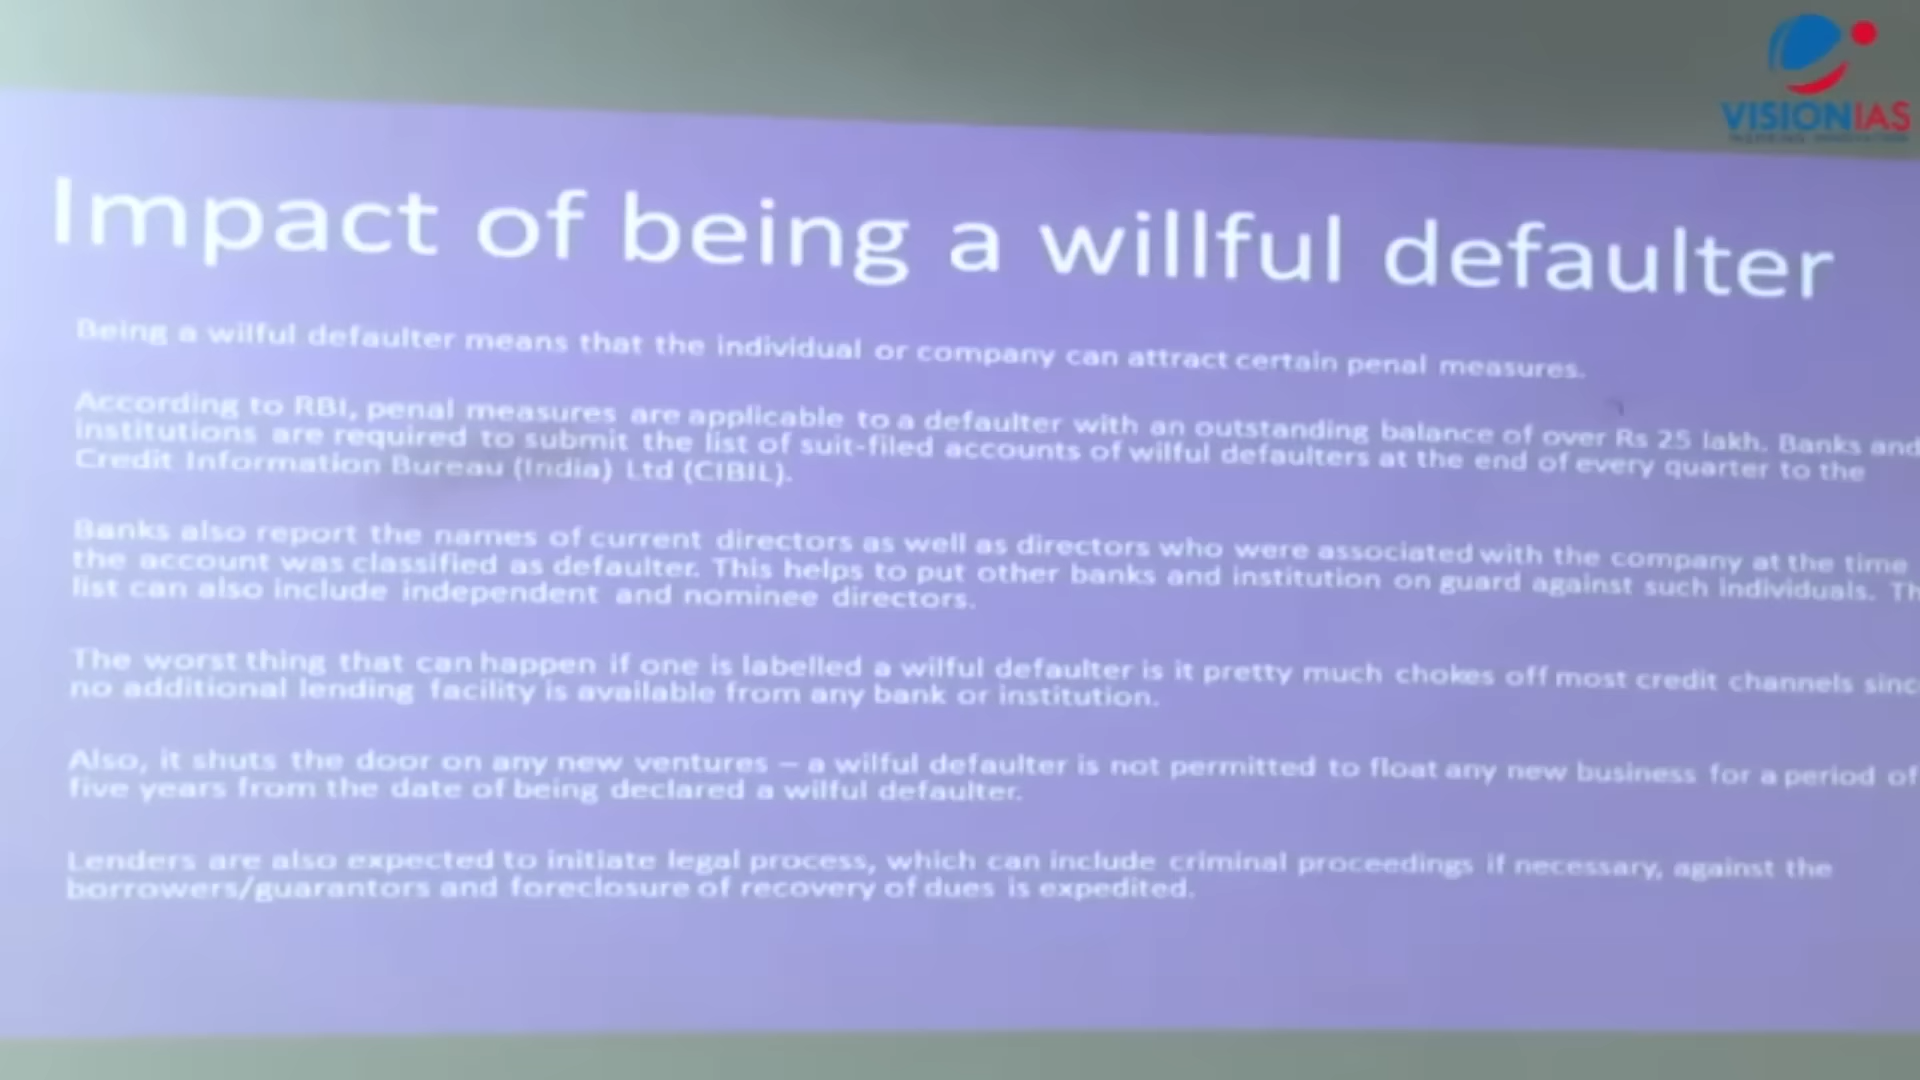 VISIONIAS
Impact of being a willful defaulter
Being a wilful defaulter means that the individual or company can attract certain penal measures.
According to RBI, penal measures are applicable to a defaulter with an outstanding balance of over Rs 25 lakh. Banks and
institutions are required to submit the list of suit-filed accounts of wilful defaulters at the end of every quarter to the
Credit Information Bureau (India) Ltd (CIBIL).
Banks also report the names of current directors as well as directors who were associated with the company at the time
the account was classified as defaulter. This helps to put other banks and institution on guard against such individuals. Th
list can also include independent and nominee directors.
The worst thing that can happen if one is labelled a wilful defaulter is it pretty much chokes off most credit channels sinc
no additional lending facility is available from any bank or institution.
Also, it shuts the door on any new ventures – a wilful defaulter is not permitted to float any new business for a period of
five years from the date of being declared a wilful defaulter.
Lenders are also expected to initiate legal process, which can include criminal proceedings if necessary, against the
borrowers/guarantors and foreclosure of recovery of dues is expedited.